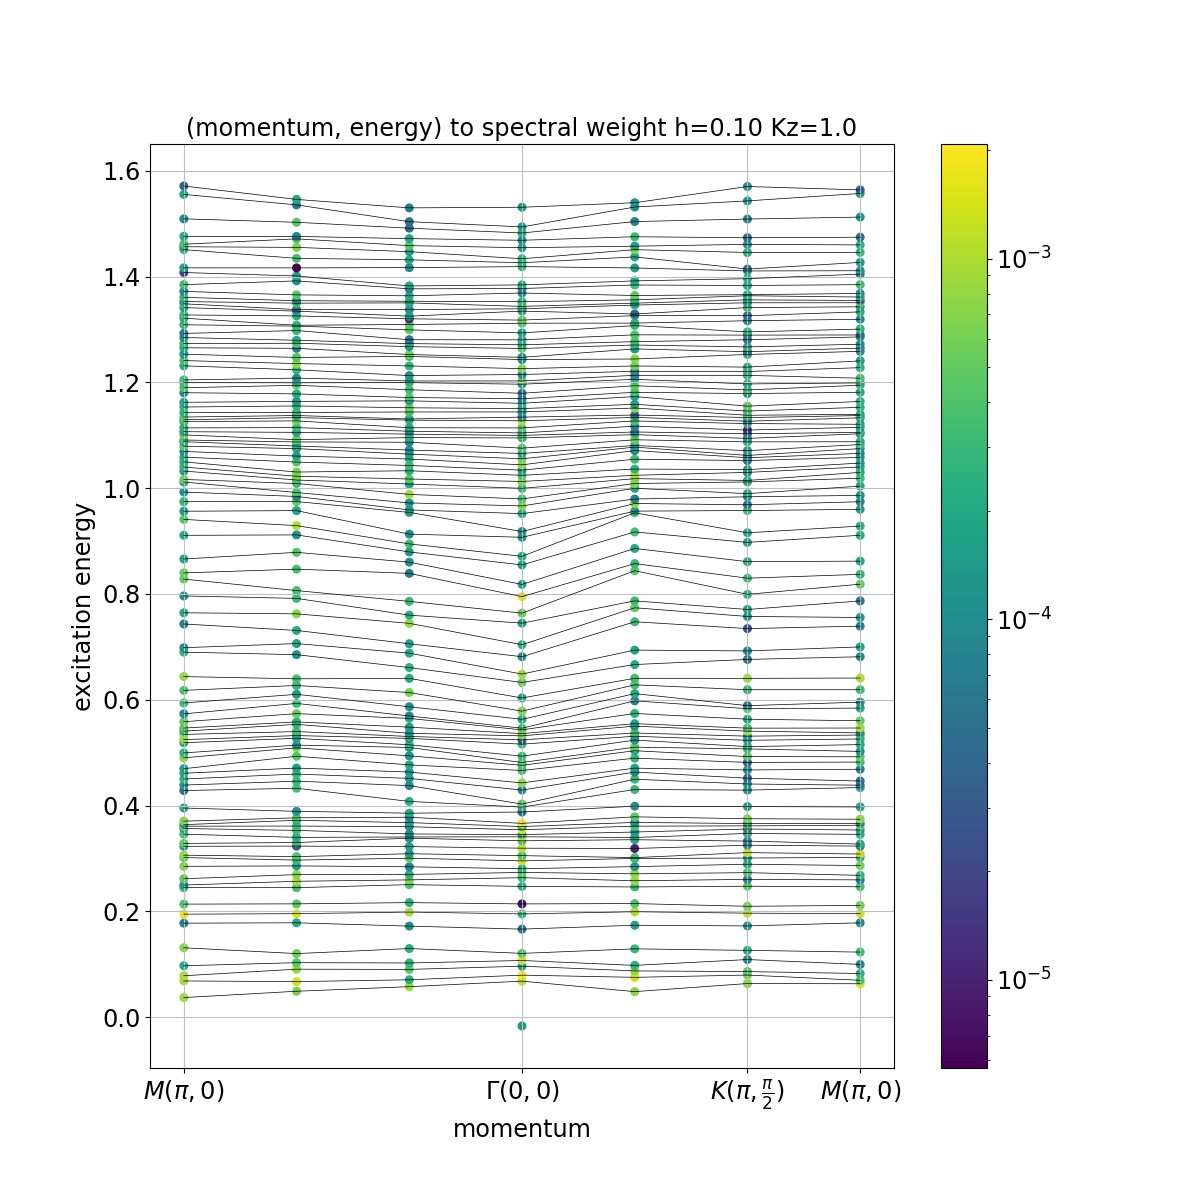 (momentum, energy) to spectral weight h=0.10 Kz=1.0
excitation energy
1.6
1.4
1.2
1.0
0.8
0.6
0.4
0.2
0.0
M(π, 0)
Γ(0, 0)
K(π, π/2)
M(π, 0)
momentum
10⁻³
10⁻⁴
10⁻⁵